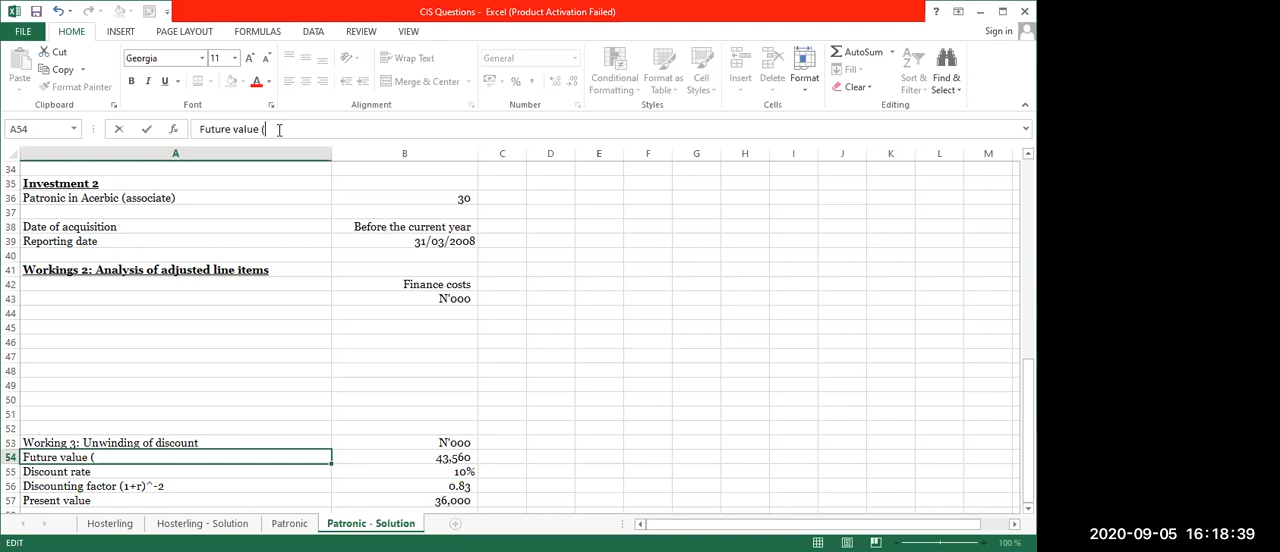 CIS Questions - Excel (Product Activation Failed)
Sign in
FILE HOME INSERT PAGE LAYOUT FORMULAS DATA REVIEW VIEW
Paste
Cut
Copy
Format Painter
Georgia 11
Wrap Text
Merge & Center
General
Conditional Formatting
Format as Table
Cell Styles
Insert Delete Format
AutoSum
Fill
Clear
Sort & Filter
Find & Select
Clipboard Font Alignment Number Styles Cells Editing
A54 Future value (
A B C D E F G H I J K L M
34
35 Investment 2
36 Patronic in Acerbic (associate) 30
37
38 Date of acquisition Before the current year
39 Reporting date 31/03/2008
40
41 Workings 2: Analysis of adjusted line items
42 Finance costs
43 N'000
44
45
46
47
48
49
50
51
52
53 Working 3: Unwinding of discount N'000
54 Future value ( 43,560
55 Discount rate 10%
56 Discounting factor (1+r)^-2 0.83
57 Present value 36,000
Hosterling Hosterling - Solution Patronic Patronic - Solution
EDIT
100 %
2020-09-05 16:18:39